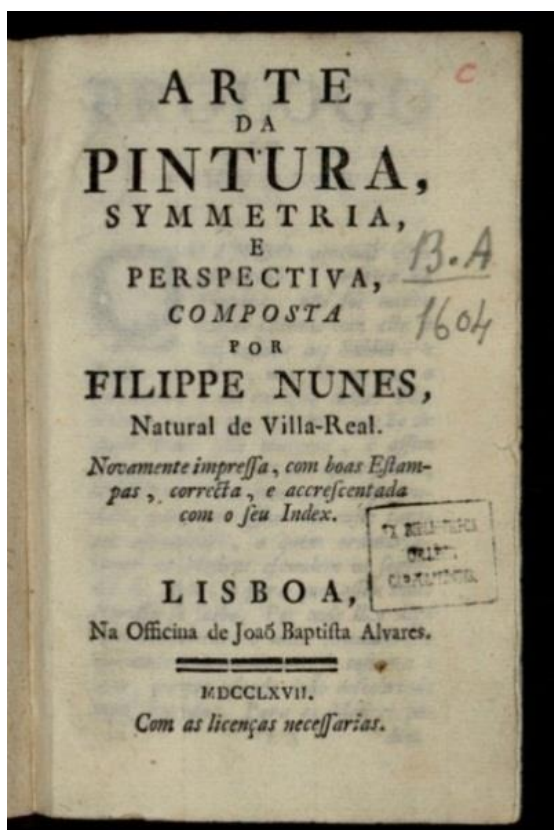 ARTE
DA
PINTURA,
SYMMETRIA,
E
PERSPECTIVA,
COMPOSTA
POR
FILIPPE NUNES,
Natural de Villa-Real.
Novamente impreſſa, com boas Eſtam-
pas, correcta, e accreſcentada
com o ſeu Index.
LISBOA,
Na Officina de Joaõ Baptiſta Alvares.
MDCCLXVII.
Com as licenças neceſſarias.
C
B.A
1604